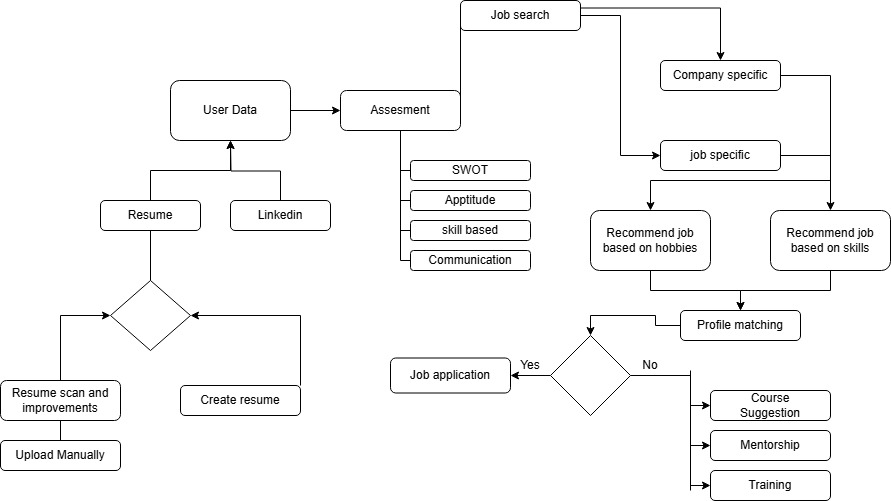 Job search
Company specific
User Data
Assesment
job specific
SWOT
Apptitude
skill based
Communication
Resume
Linkedin
Recommend job
based on hobbies
Recommend job
based on skills
Profile matching
Yes
No
Job application
Resume scan and
improvements
Create resume
Upload Manually
Course
Suggestion
Mentorship
Training